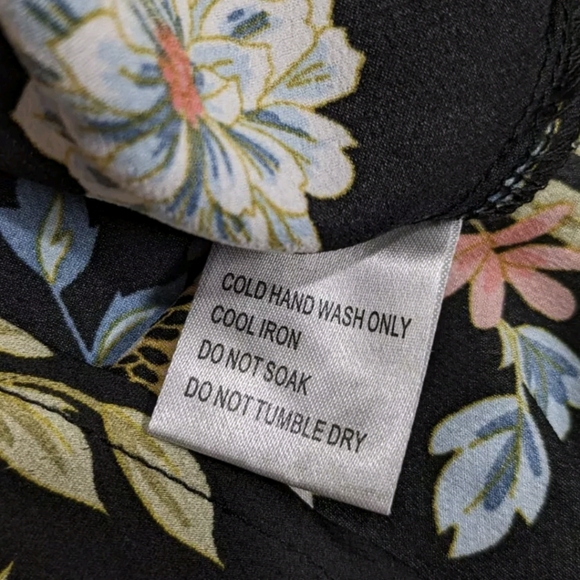 COLD HAND WASH ONLY
COOL IRON
DO NOT SOAK
DO NOT TUMBLE DRY